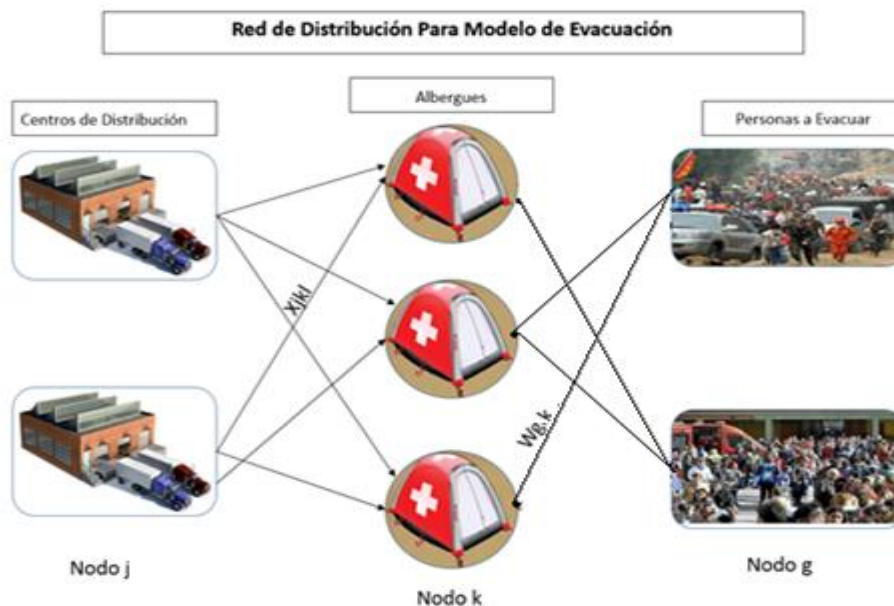 Red de Distribución Para Modelo de Evacuación
Albergues
Centros de Distribución
Personas a Evacuar
Xjkl
Wg,k
Nodo j
Nodo k
Nodo g